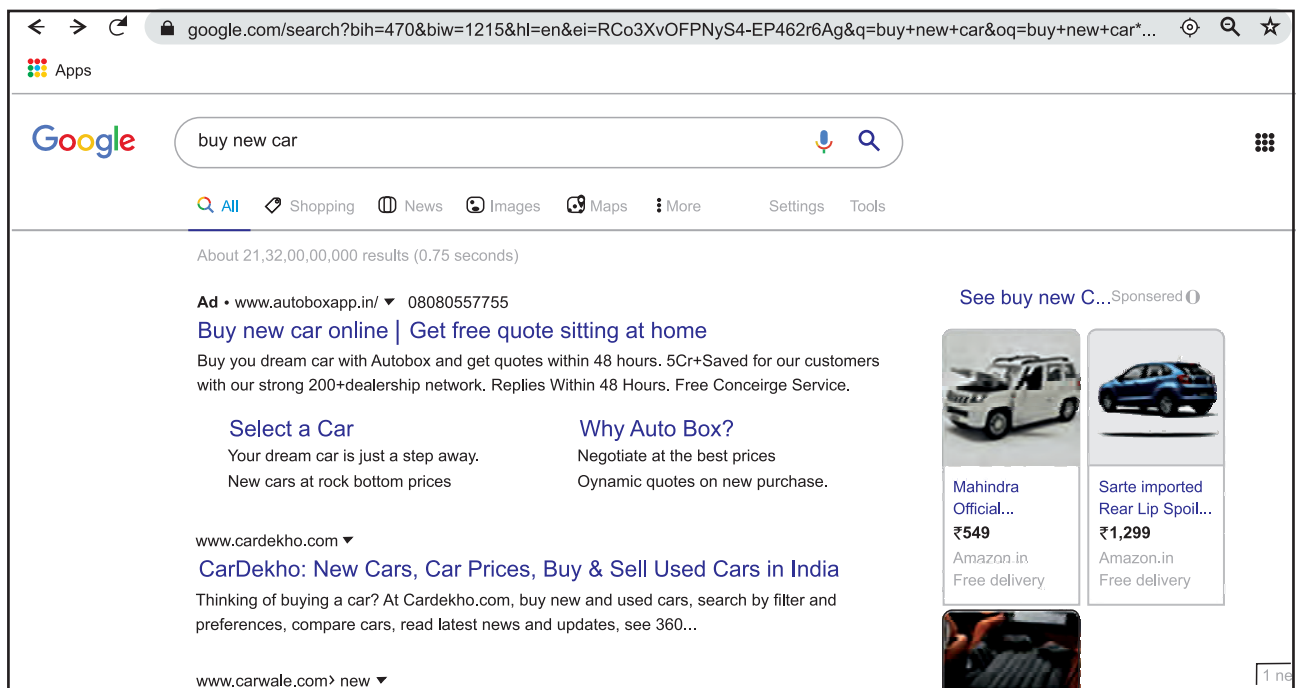 google.com/search?bih=470&biw=1215&hl=en&ei=RCo3XvOFPNyS4-EP462r6Ag&q=buy+new+car&oq=buy+new+car*...
Apps
Google
buy new car
All Shopping News Images Maps More Settings Tools
About 21,32,00,00,000 results (0.75 seconds)
Ad • www.autoboxapp.in/ 08080557755
Buy new car online | Get free quote sitting at home
Buy you dream car with Autobox and get quotes within 48 hours. 5Cr+Saved for our customers
with our strong 200+dealership network. Replies Within 48 Hours. Free Conceirge Service.
Select a Car
Your dream car is just a step away.
New cars at rock bottom prices
Why Auto Box?
Negotiate at the best prices
Oynamic quotes on new purchase.
www.cardekho.com
CarDekho: New Cars, Car Prices, Buy & Sell Used Cars in India
Thinking of buying a car? At Cardekho.com, buy new and used cars, search by filter and
preferences, compare cars, read latest news and updates, see 360...
www.carwale.com> new
See buy new C... Sponsored
Mahindra
Official...
₹549
Amazon.in
Free delivery
Sarte imported
Rear Lip Spoil...
₹1,299
Amazon.in
Free delivery
1 ne